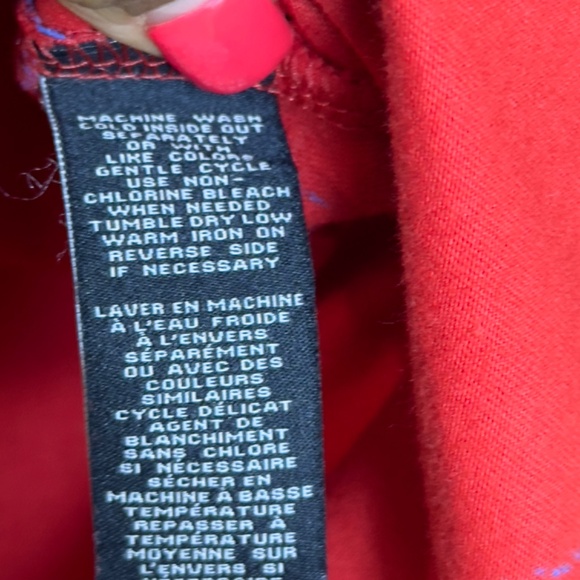 MACHINE WASH
COLD INSIDE OUT
SEPARATELY
OR WITH
LIKE COLORS
GENTLE CYCLE
USE NON-
CHLORINE BLEACH
WHEN NEEDED
TUMBLE DRY LOW
WARM IRON ON
REVERSE SIDE
IF NECESSARY
LAVER EN MACHINE
À L'EAU FROIDE
À L'ENVERS
SÉPARÉMENT
OU AVEC DES
COULEURS
SIMILAIRES
CYCLE DÉLICAT
AGENT DE
BLANCHIMENT
SANS CHLORE
SI NÉCESSAIRE
SÉCHER EN
MACHINE À BASSE
TEMPÉRATURE
REPASSER À
TEMPÉRATURE
MOYENNE SUR
L'ENVERS SI